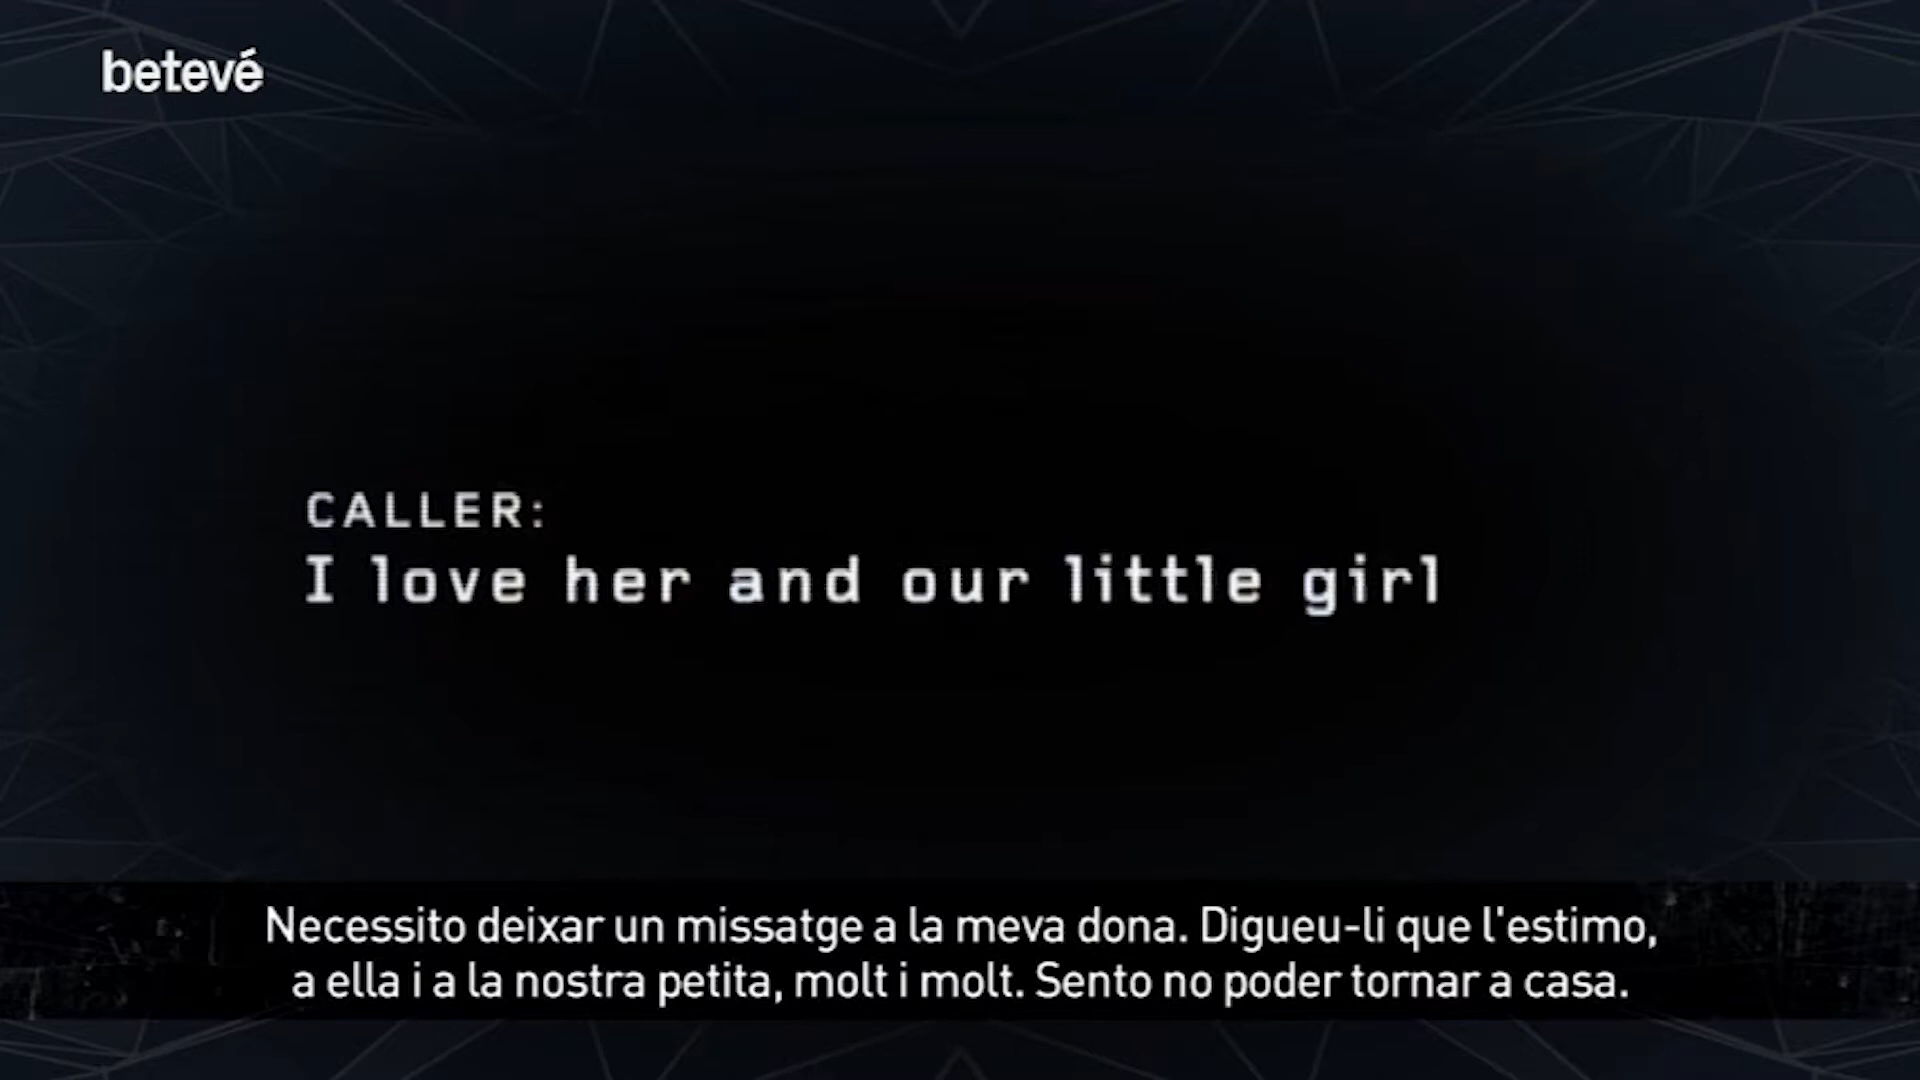 betevé
CALLER:
I love her and our little girl
Necessito deixar un missatge a la meva dona. Digueu-li que l'estimo,
a ella i a la nostra petita, molt i molt. Sento no poder tornar a casa.